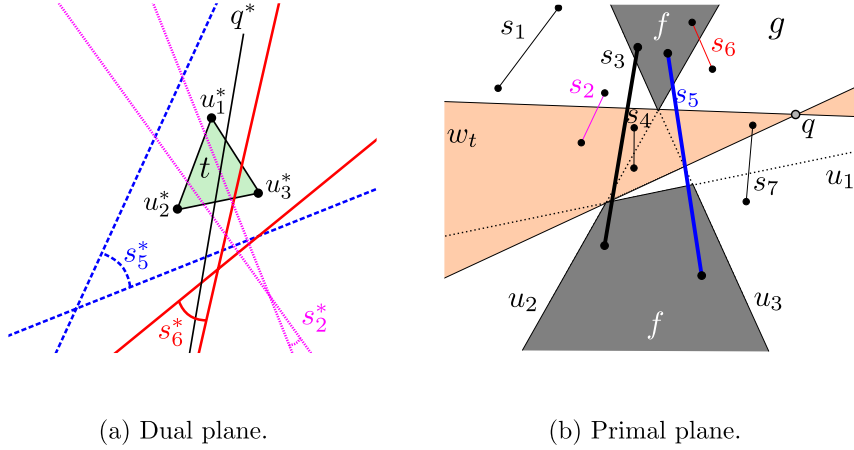 q*
u₁*
t
u₂*
u₃*
s₅*
s₆*
s₂*
(a) Dual plane.
s₁
f
g
s₃
s₆
s₂
s₅
s₄
w_t
q
s₇
u₁
u₂
u₃
f
(b) Primal plane.